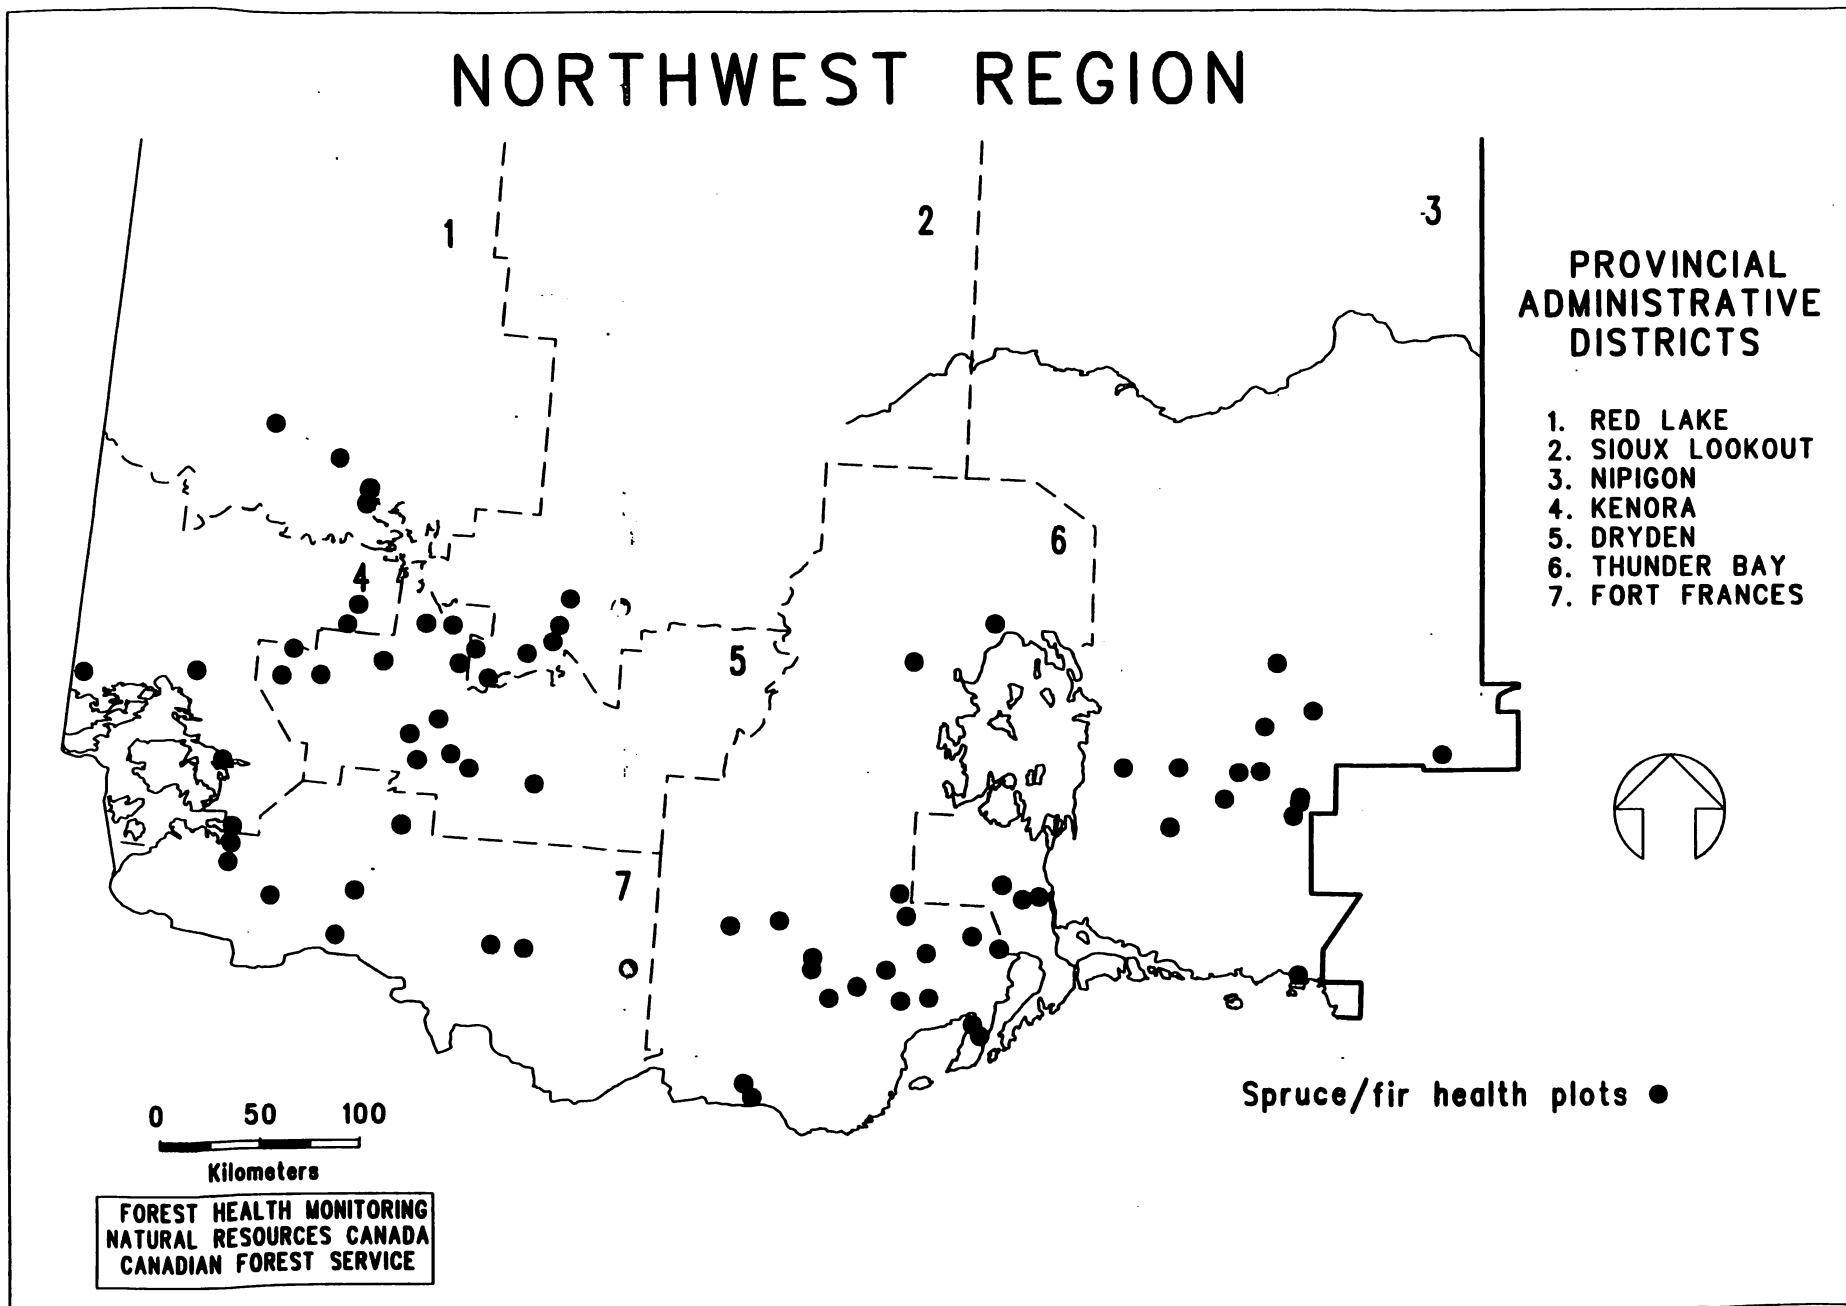 NORTHWEST REGION
1
2
3
PROVINCIAL
ADMINISTRATIVE
DISTRICTS
1. RED LAKE
2. SIOUX LOOKOUT
3. NIPIGON
4. KENORA
5. DRYDEN
6. THUNDER BAY
7. FORT FRANCES
6
4
5
7
Spruce/fir health plots
0 50 100
Kilometers
FOREST HEALTH MONITORING
NATURAL RESOURCES CANADA
CANADIAN FOREST SERVICE